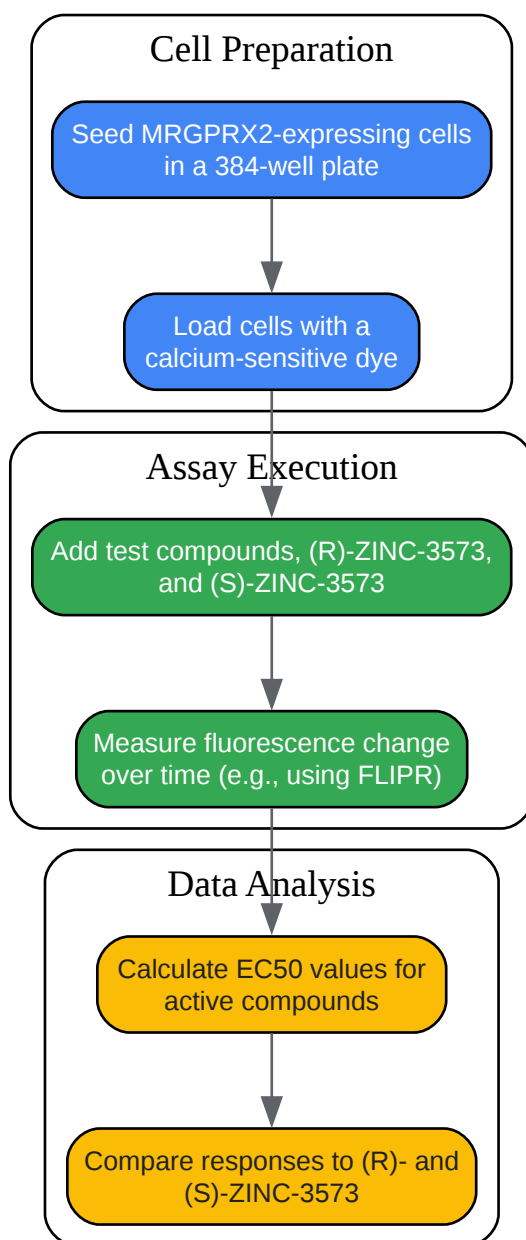 Cell Preparation
Seed MRGPRX2-expressing cells
in a 384-well plate
Load cells with a
calcium-sensitive dye
Assay Execution
Add test compounds, (R)-ZINC-3573,
and (S)-ZINC-3573
Measure fluorescence change
over time (e.g., using FLIPR)
Data Analysis
Calculate EC50 values for
active compounds
Compare responses to (R)- and
(S)-ZINC-3573